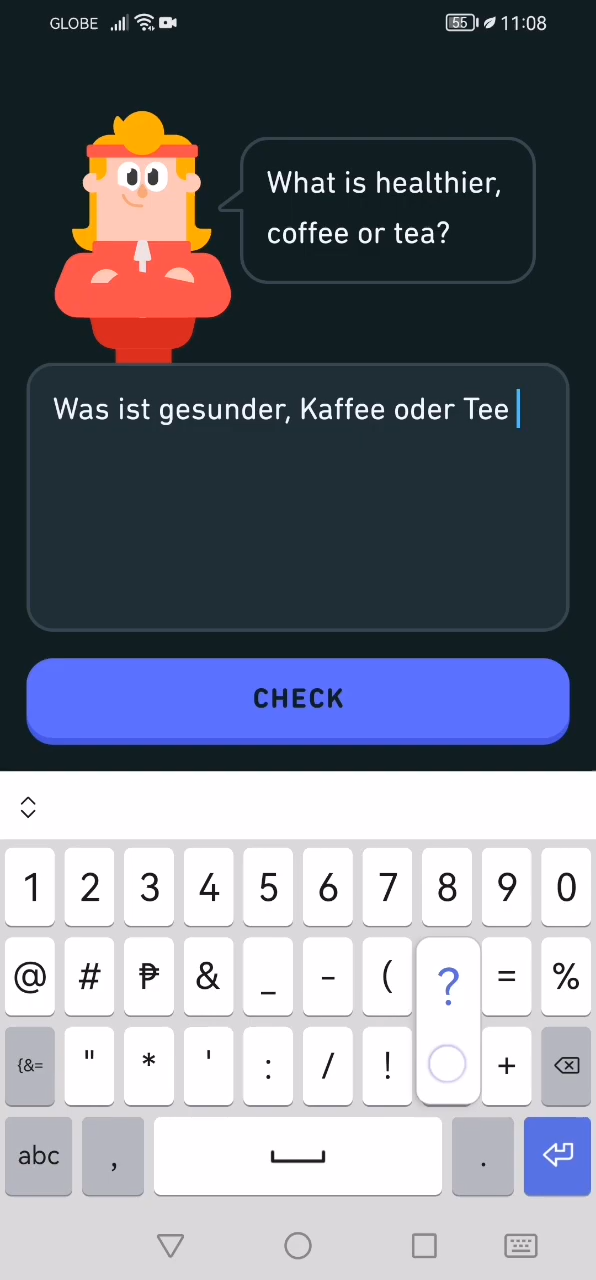 GLOBE 55 11:08
What is healthier,
coffee or tea?
Was ist gesunder, Kaffee oder Tee
CHECK
1 2 3 4 5 6 7 8 9 0
@ # ₱ & _ - ( ? = %
{&= " * ' : / ! +
abc , .